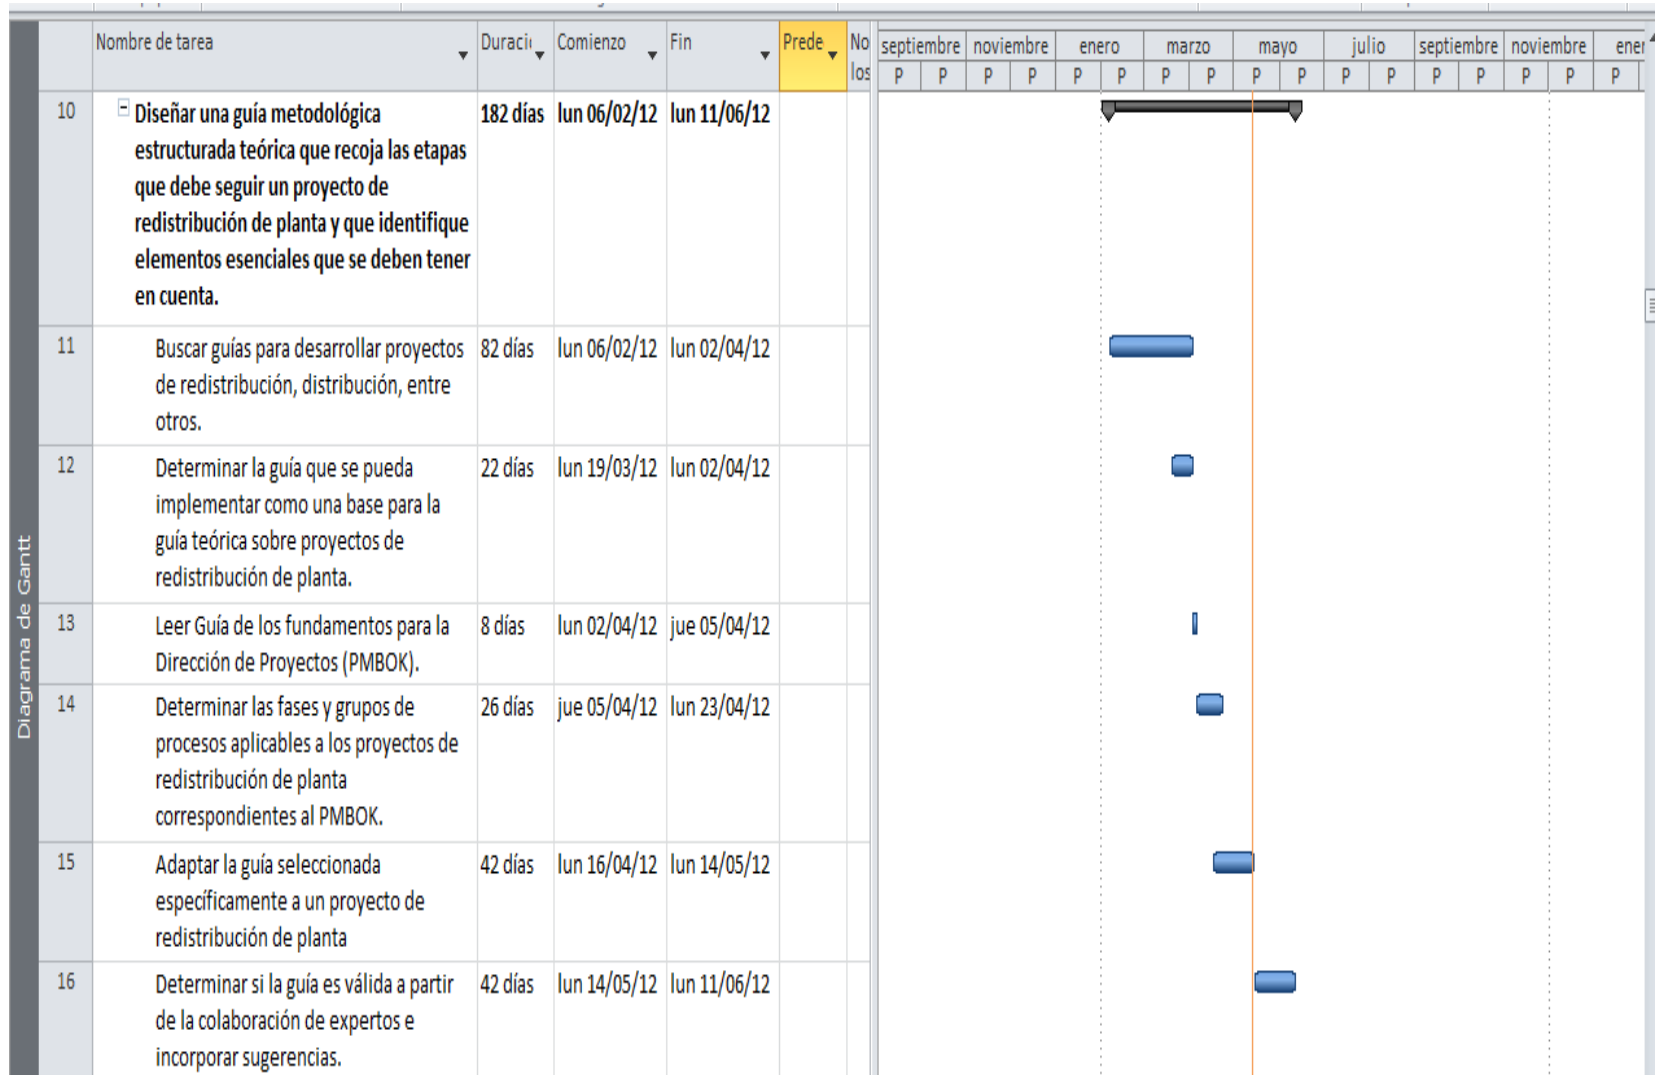 Nombre de tarea Duració Comienzo Fin Prede No los
septiembre noviembre enero marzo mayo julio septiembre noviembre ener
P P P P P P P P P P P P P P P P P
10 Diseñar una guía metodológica 182 días lun 06/02/12 lun 11/06/12
estructurada teórica que recoja las etapas
que debe seguir un proyecto de
redistribución de planta y que identifique
elementos esenciales que se deben tener
en cuenta.
11 Buscar guías para desarrollar proyectos 82 días lun 06/02/12 lun 02/04/12
de redistribución, distribución, entre
otros.
12 Determinar la guía que se pueda 22 días lun 19/03/12 lun 02/04/12
implementar como una base para la
guía teórica sobre proyectos de
redistribución de planta.
13 Leer Guía de los fundamentos para la 8 días lun 02/04/12 jue 05/04/12
Dirección de Proyectos (PMBOK).
14 Determinar las fases y grupos de 26 días jue 05/04/12 lun 23/04/12
procesos aplicables a los proyectos de
redistribución de planta
correspondientes al PMBOK.
15 Adaptar la guía seleccionada 42 días lun 16/04/12 lun 14/05/12
específicamente a un proyecto de
redistribución de planta
16 Determinar si la guía es válida a partir 42 días lun 14/05/12 lun 11/06/12
de la colaboración de expertos e
incorporar sugerencias.
Diagrama de Gantt